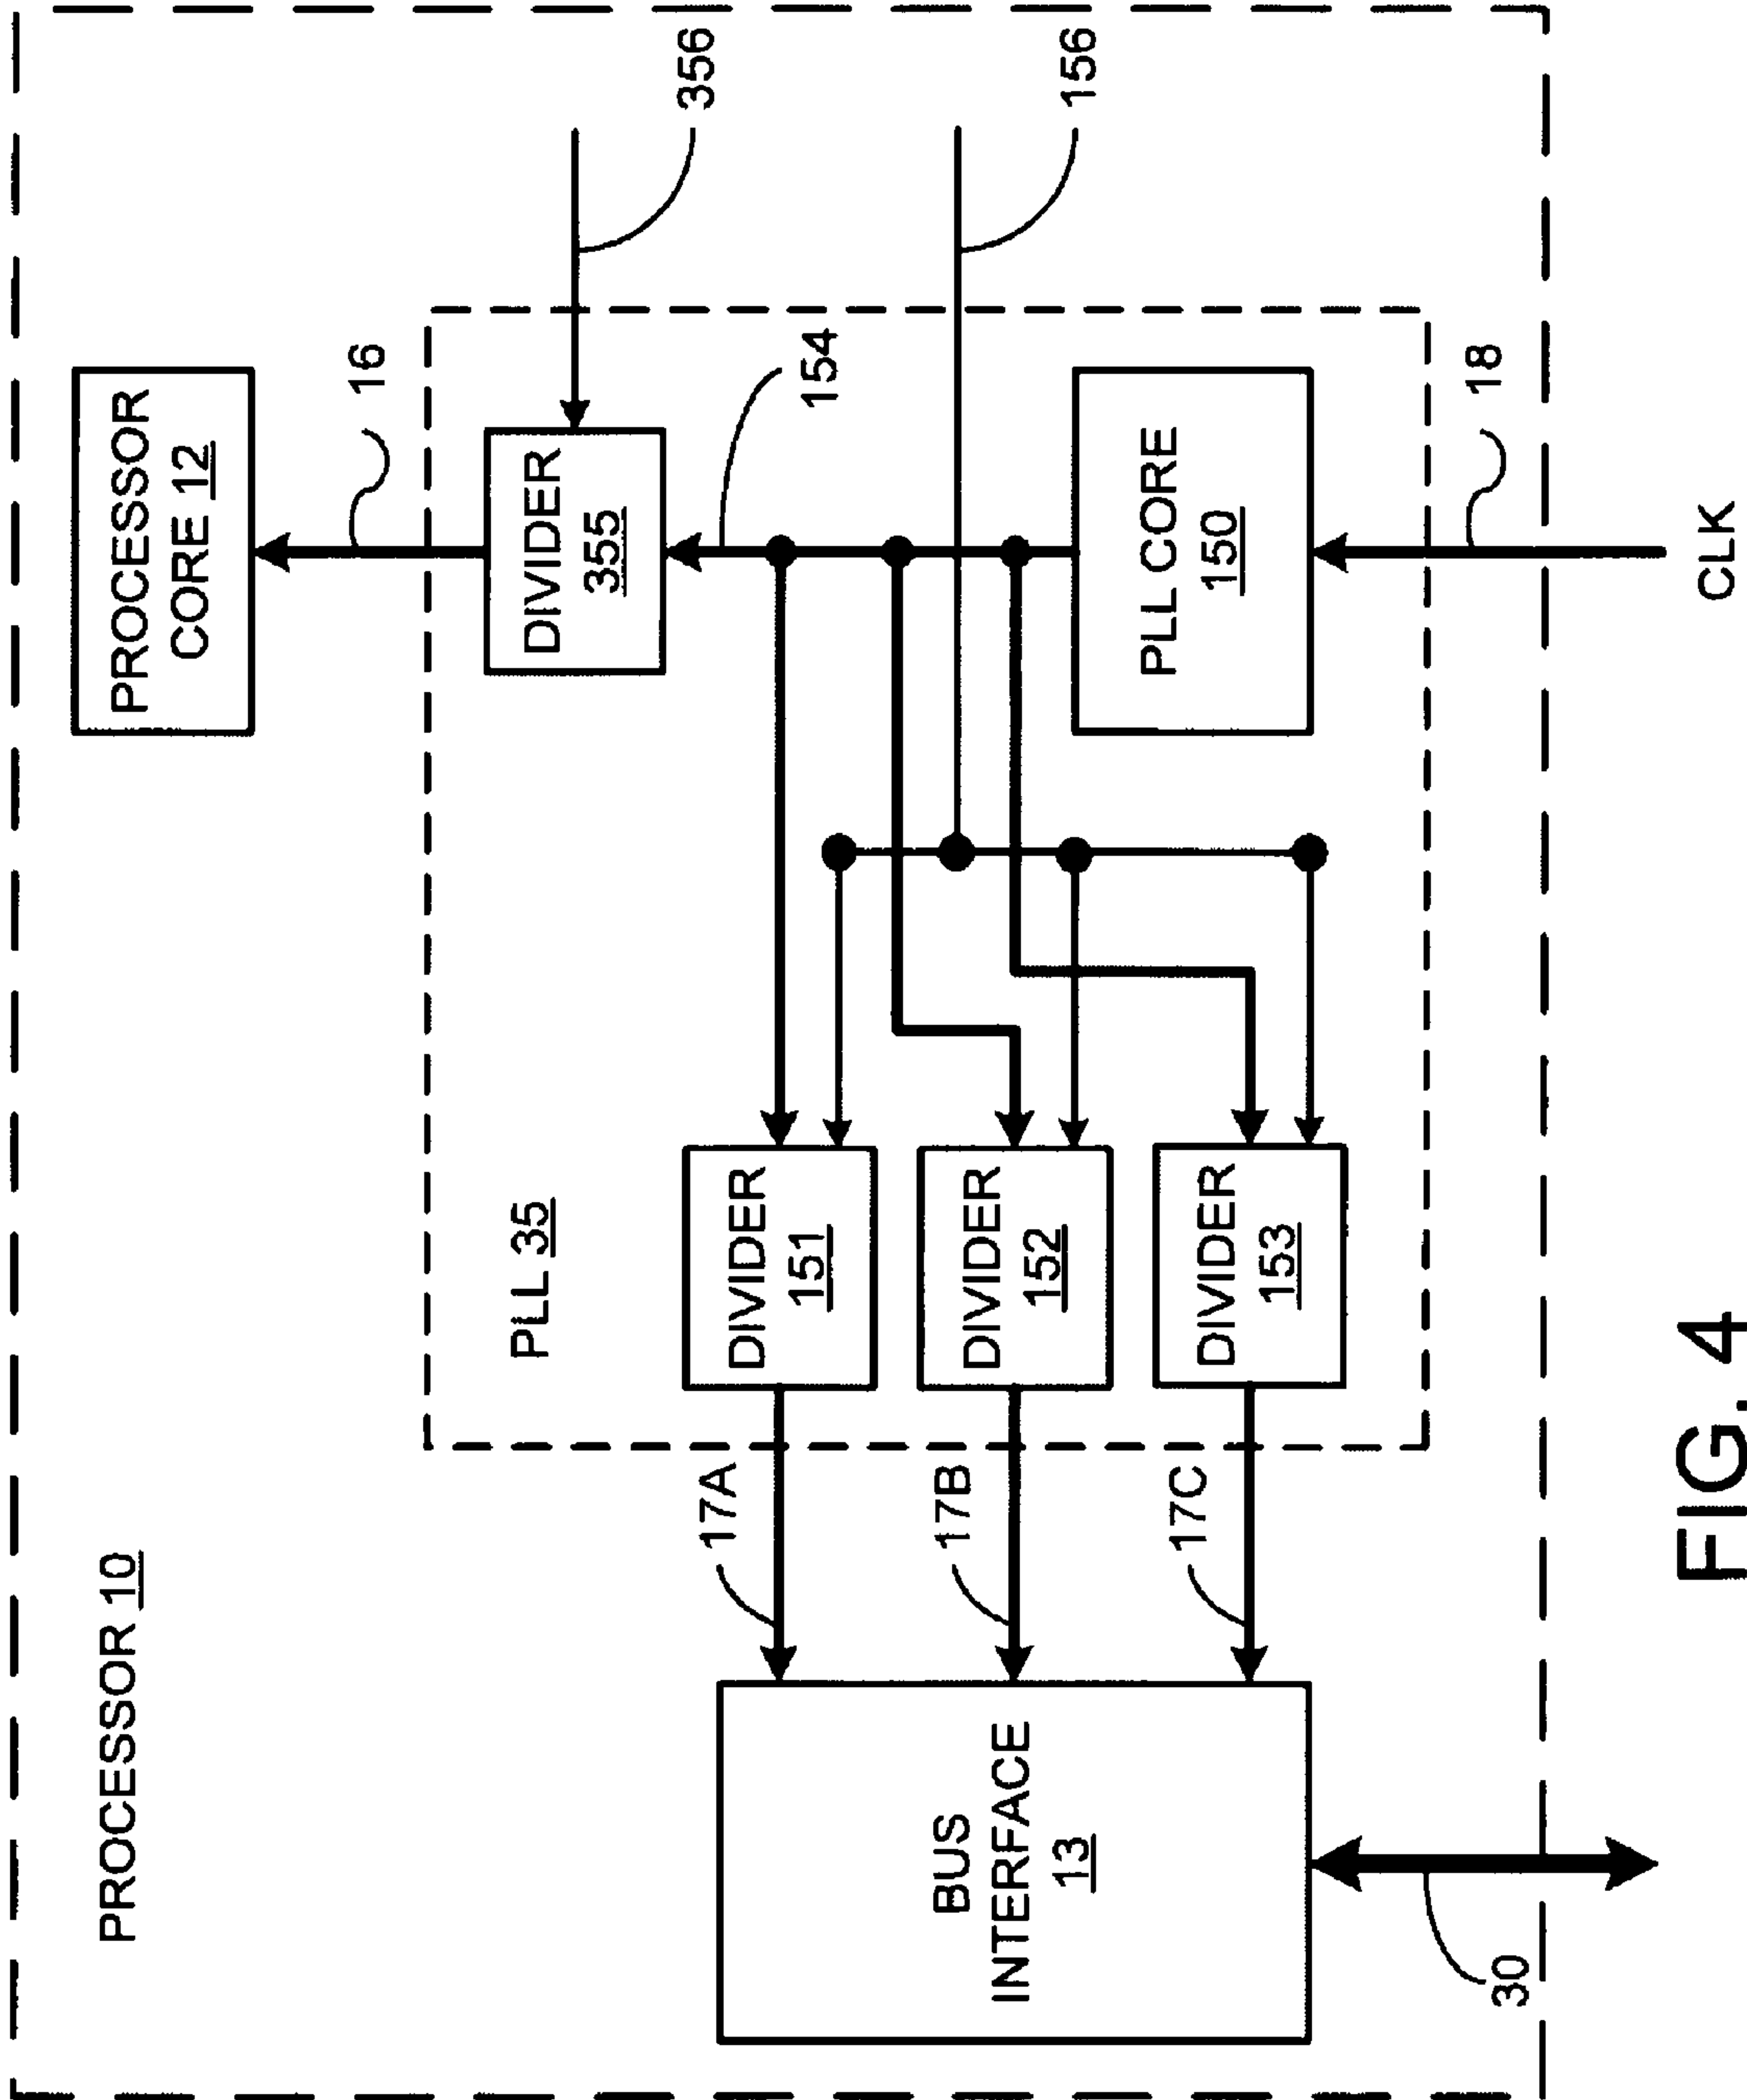 PROCESSOR 10
PROCESSOR
CORE 12
16
PLL 35
DIVIDER
355
356
154
156
DIVIDER
151
DIVIDER
152
DIVIDER
153
17A
17B
17C
BUS
INTERFACE
13
PLL CORE
150
30
18
CLK
FIG. 4